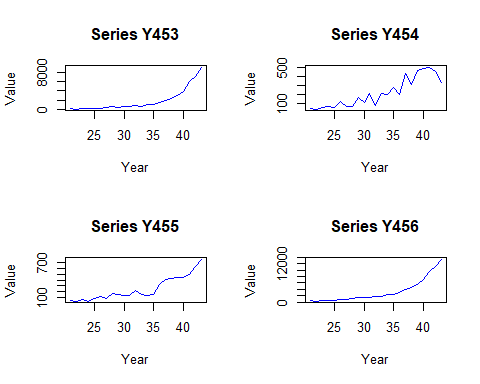 Series Y453
Value
0 8000
25 30 35 40
Year
Series Y454
Value
100 500
25 30 35 40
Year
Series Y455
Value
100 700
25 30 35 40
Year
Series Y456
Value
0 12000
25 30 35 40
Year